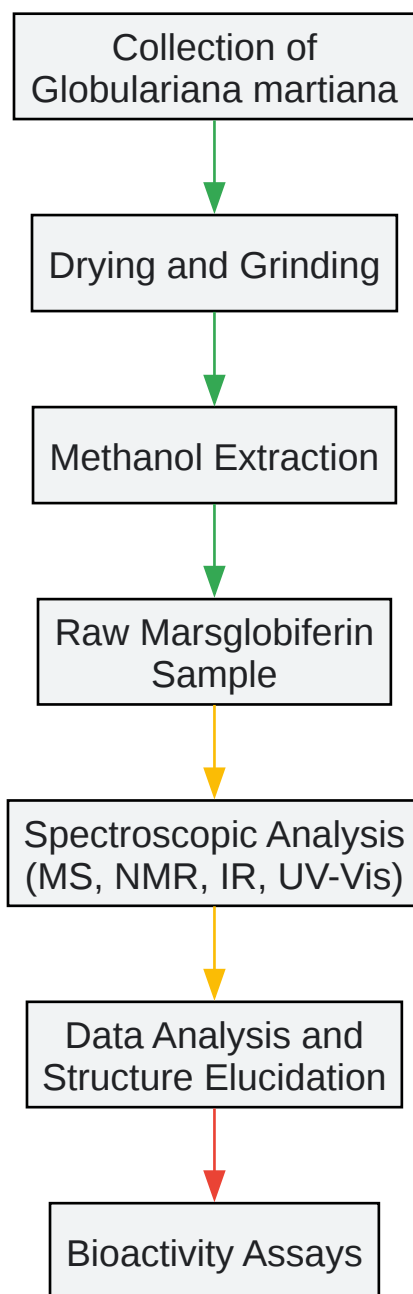 Collection of
Globulariana martiana
Drying and Grinding
Methanol Extraction
Raw Marsglobiferin
Sample
Spectroscopic Analysis
(MS, NMR, IR, UV-Vis)
Data Analysis and
Structure Elucidation
Bioactivity Assays